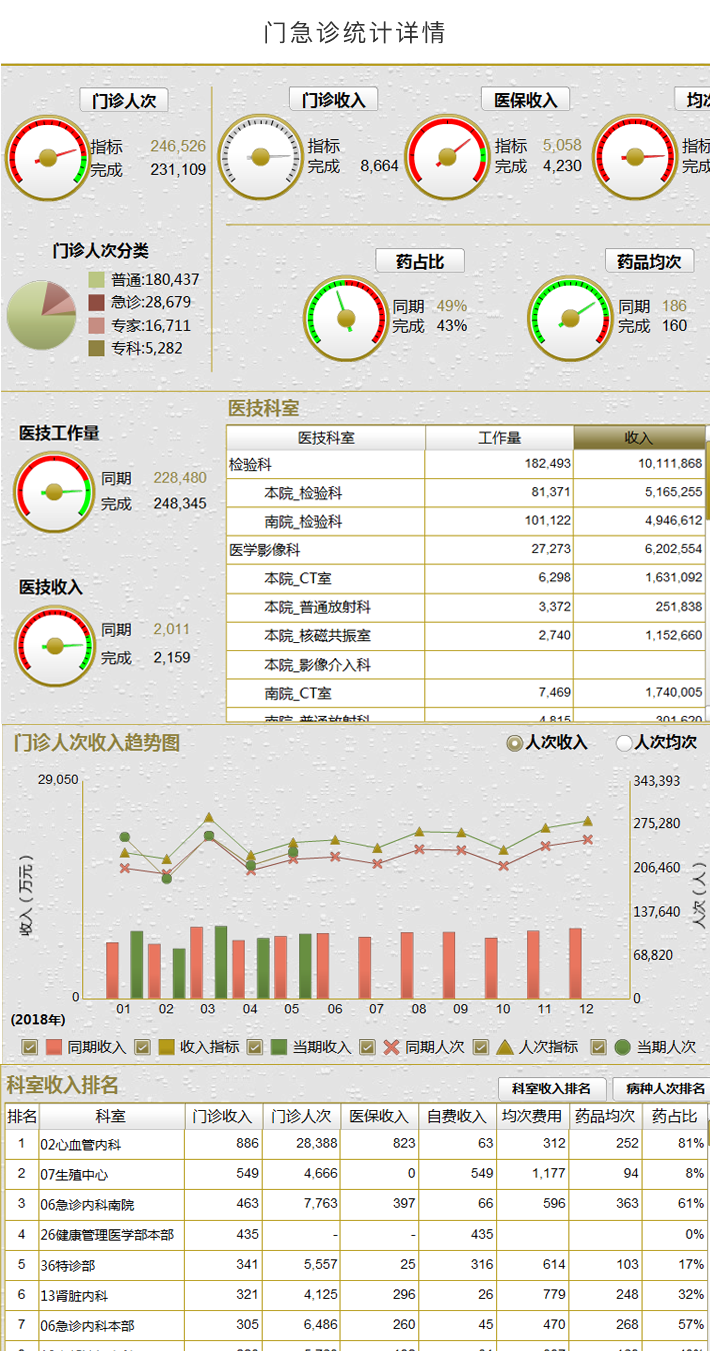 门急诊统计详情
门诊人次
指标 246,526
完成 231,109
门诊收入
指标
完成 8,664
医保收入
指标 5,058
完成 4,230
均次
指标
完成
门诊人次分类
普通:180,437
急诊:28,679
专家:16,711
专科:5,282
药占比
同期 49%
完成 43%
药品均次
同期 186
完成 160
医技工作量
同期 228,480
完成 248,345
医技收入
同期 2,011
完成 2,159
医技科室
医技科室 工作量 收入
检验科 182,493 10,111,868
本院_检验科 81,371 5,165,255
南院_检验科 101,122 4,946,612
医学影像科 27,273 6,202,554
本院_CT室 6,298 1,631,092
本院_普通放射科 3,372 251,838
本院_核磁共振室 2,740 1,152,660
本院_影像介入科
南院_CT室 7,469 1,740,005
南院_普通放射科 4,815 301,620
门诊人次收入趋势图
人次收入 人次均次
29,050
0
收入（万元）
343,393
275,280
206,460
137,640
68,820
0
人次（人）
01 02 03 04 05 06 07 08 09 10 11 12
(2018年)
同期收入 收入指标 当期收入 同期人次 人次指标 当期人次
科室收入排名
科室收入排名 病种人次排名
排名 科室 门诊收入 门诊人次 医保收入 自费收入 均次费用 药品均次 药占比
1 02心血管内科 886 28,388 823 63 312 252 81%
2 07生殖中心 549 4,666 0 549 1,177 94 8%
3 06急诊内科南院 463 7,763 397 66 596 363 61%
4 26健康管理医学部本部 435 - - 435 0%
5 36特诊部 341 5,557 25 316 614 103 17%
6 13肾脏内科 321 4,125 296 26 779 248 32%
7 06急诊内科本部 305 6,486 260 45 470 268 57%